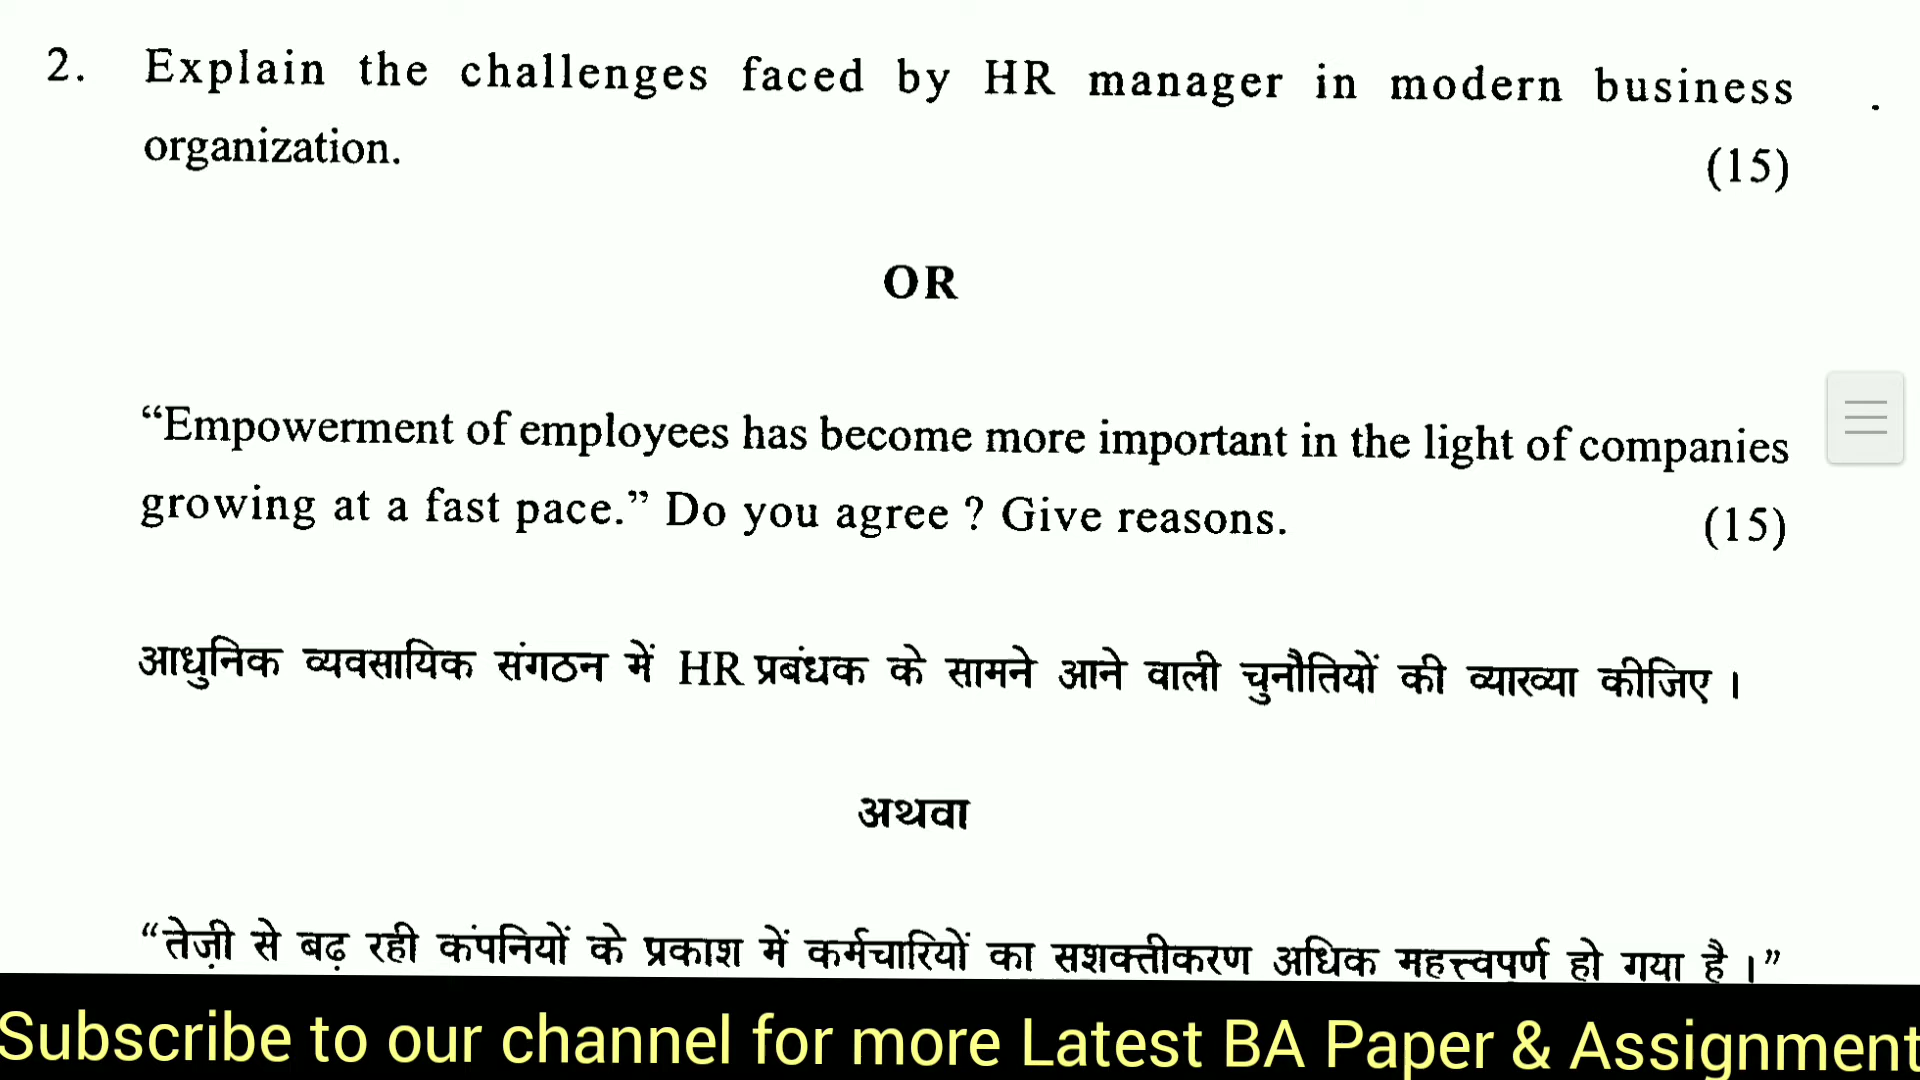 2. Explain the challenges faced by HR manager in modern business
organization. (15)
OR
“Empowerment of employees has become more important in the light of companies
growing at a fast pace.” Do you agree ? Give reasons. (15)
आधुनिक व्यवसायिक संगठन में HR प्रबंधक के सामने आने वाली चुनौतियों की व्याख्या कीजिए ।
अथवा
“तेज़ी से बढ़ रही कंपनियों के प्रकाश में कर्मचारियों का सशक्तीकरण अधिक महत्त्वपूर्ण हो गया है ।”
Subscribe to our channel for more Latest BA Paper & Assignment